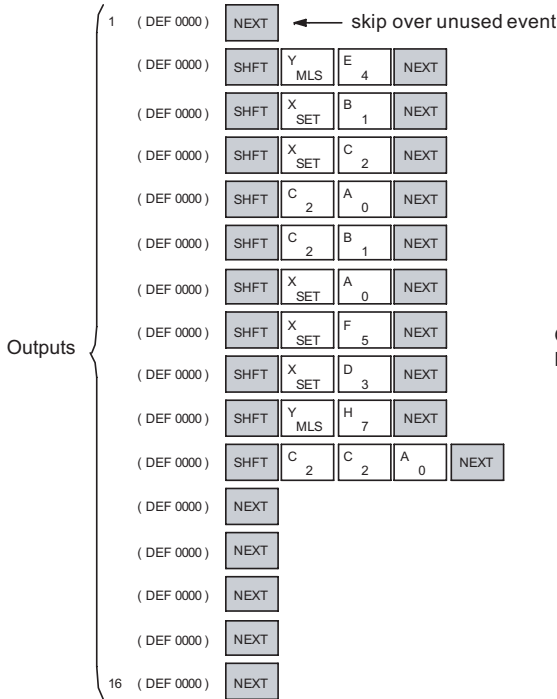 1 ( DEF 0000 ) NEXT skip over unused event
( DEF 0000 ) SHFT Y MLS E 4 NEXT
( DEF 0000 ) SHFT X SET B 1 NEXT
( DEF 0000 ) SHFT X SET C 2 NEXT
( DEF 0000 ) SHFT C 2 A 0 NEXT
( DEF 0000 ) SHFT C 2 B 1 NEXT
( DEF 0000 ) SHFT X SET A 0 NEXT
( DEF 0000 ) SHFT X SET F 5 NEXT
Outputs
( DEF 0000 ) SHFT X SET D 3 NEXT
( DEF 0000 ) SHFT Y MLS H 7 NEXT
( DEF 0000 ) SHFT C 2 C 2 A 0 NEXT
( DEF 0000 ) NEXT
( DEF 0000 ) NEXT
( DEF 0000 ) NEXT
( DEF 0000 ) NEXT
16 ( DEF 0000 ) NEXT